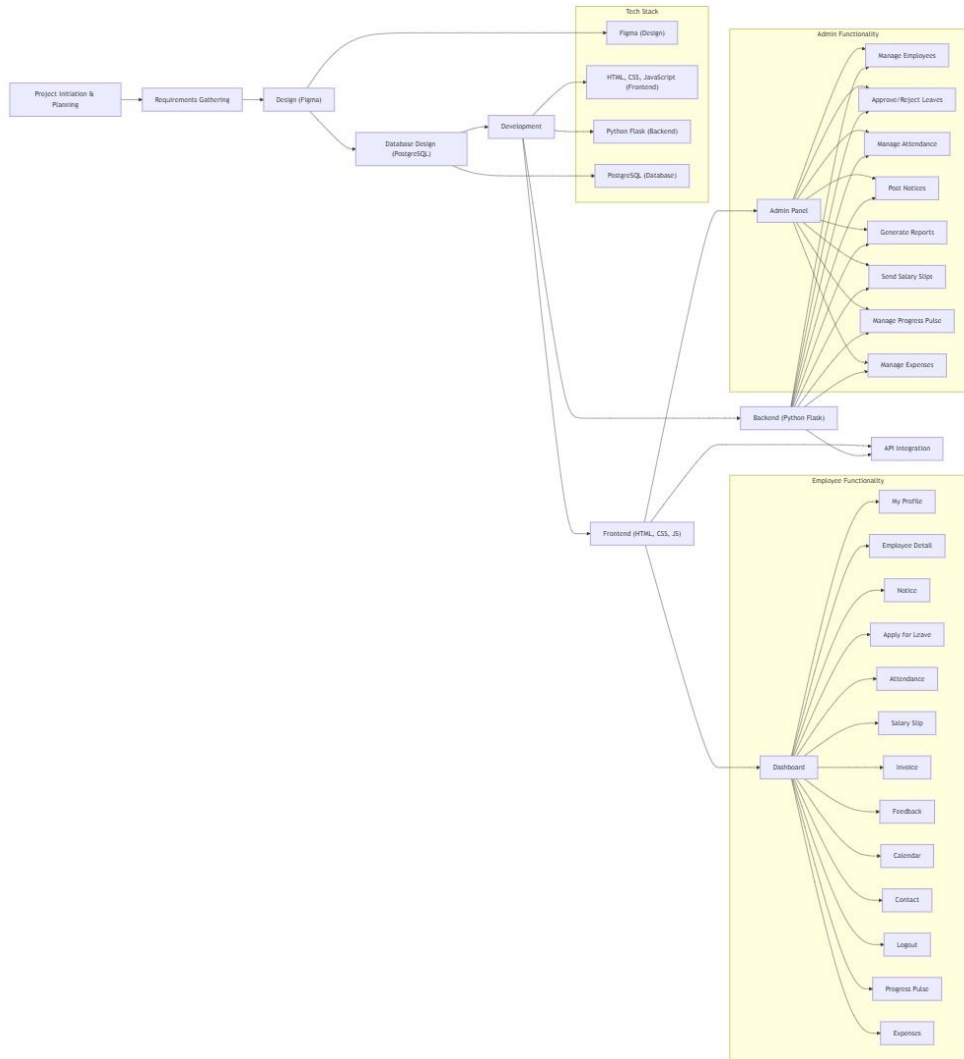 Project Initiation &
Planning
Requirements Gathering
Design (Figma)
Database Design
(PostgreSQL)
Development
Tech Stack
Figma (Design)
HTML, CSS, JavaScript
(Frontend)
Python Flask (Backend)
PostgreSQL (Database)
Frontend (HTML, CSS, JS)
Admin Functionality
Admin Panel
Manage Employees
Approve/Reject Leaves
Manage Attendance
Post Notices
Generate Reports
Send Salary Slips
Manage Progress Pulse
Manage Expenses
Backend (Python Flask)
API Integration
Employee Functionality
Dashboard
My Profile
Employee Detail
Notice
Apply for Leave
Attendance
Salary Slip
Invoice
Feedback
Calendar
Contact
Logout
Progress Pulse
Expenses